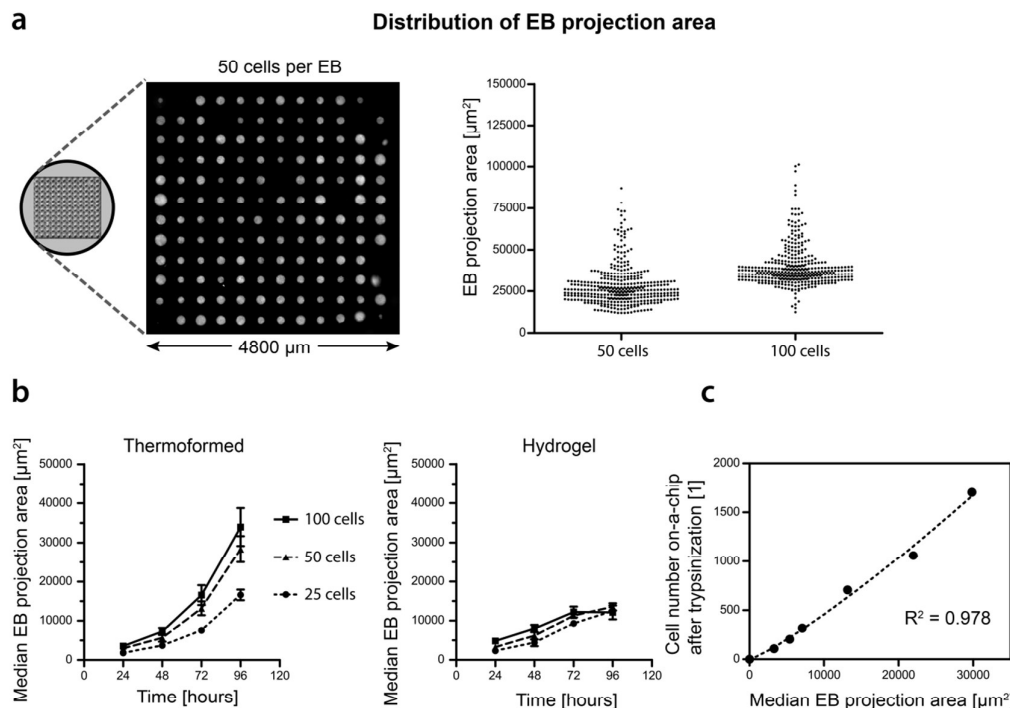 a
Distribution of EB projection area
50 cells per EB
4800 µm
EB projection area [µm²]
150000
125000
100000
75000
50000
25000
0
50 cells
100 cells
b
Thermoformed
Median EB projection area [µm²]
50000
40000
30000
20000
10000
0
0
24
48
72
96
120
Time [hours]
100 cells
50 cells
25 cells
Hydrogel
Median EB projection area [µm²]
50000
40000
30000
20000
10000
0
0
24
48
72
96
120
Time [hours]
c
Cell number on-a-chip
after trypsinization [1]
2000
1500
1000
500
0
0
10000
20000
30000
R² = 0.978
Median EB projection area [µm²